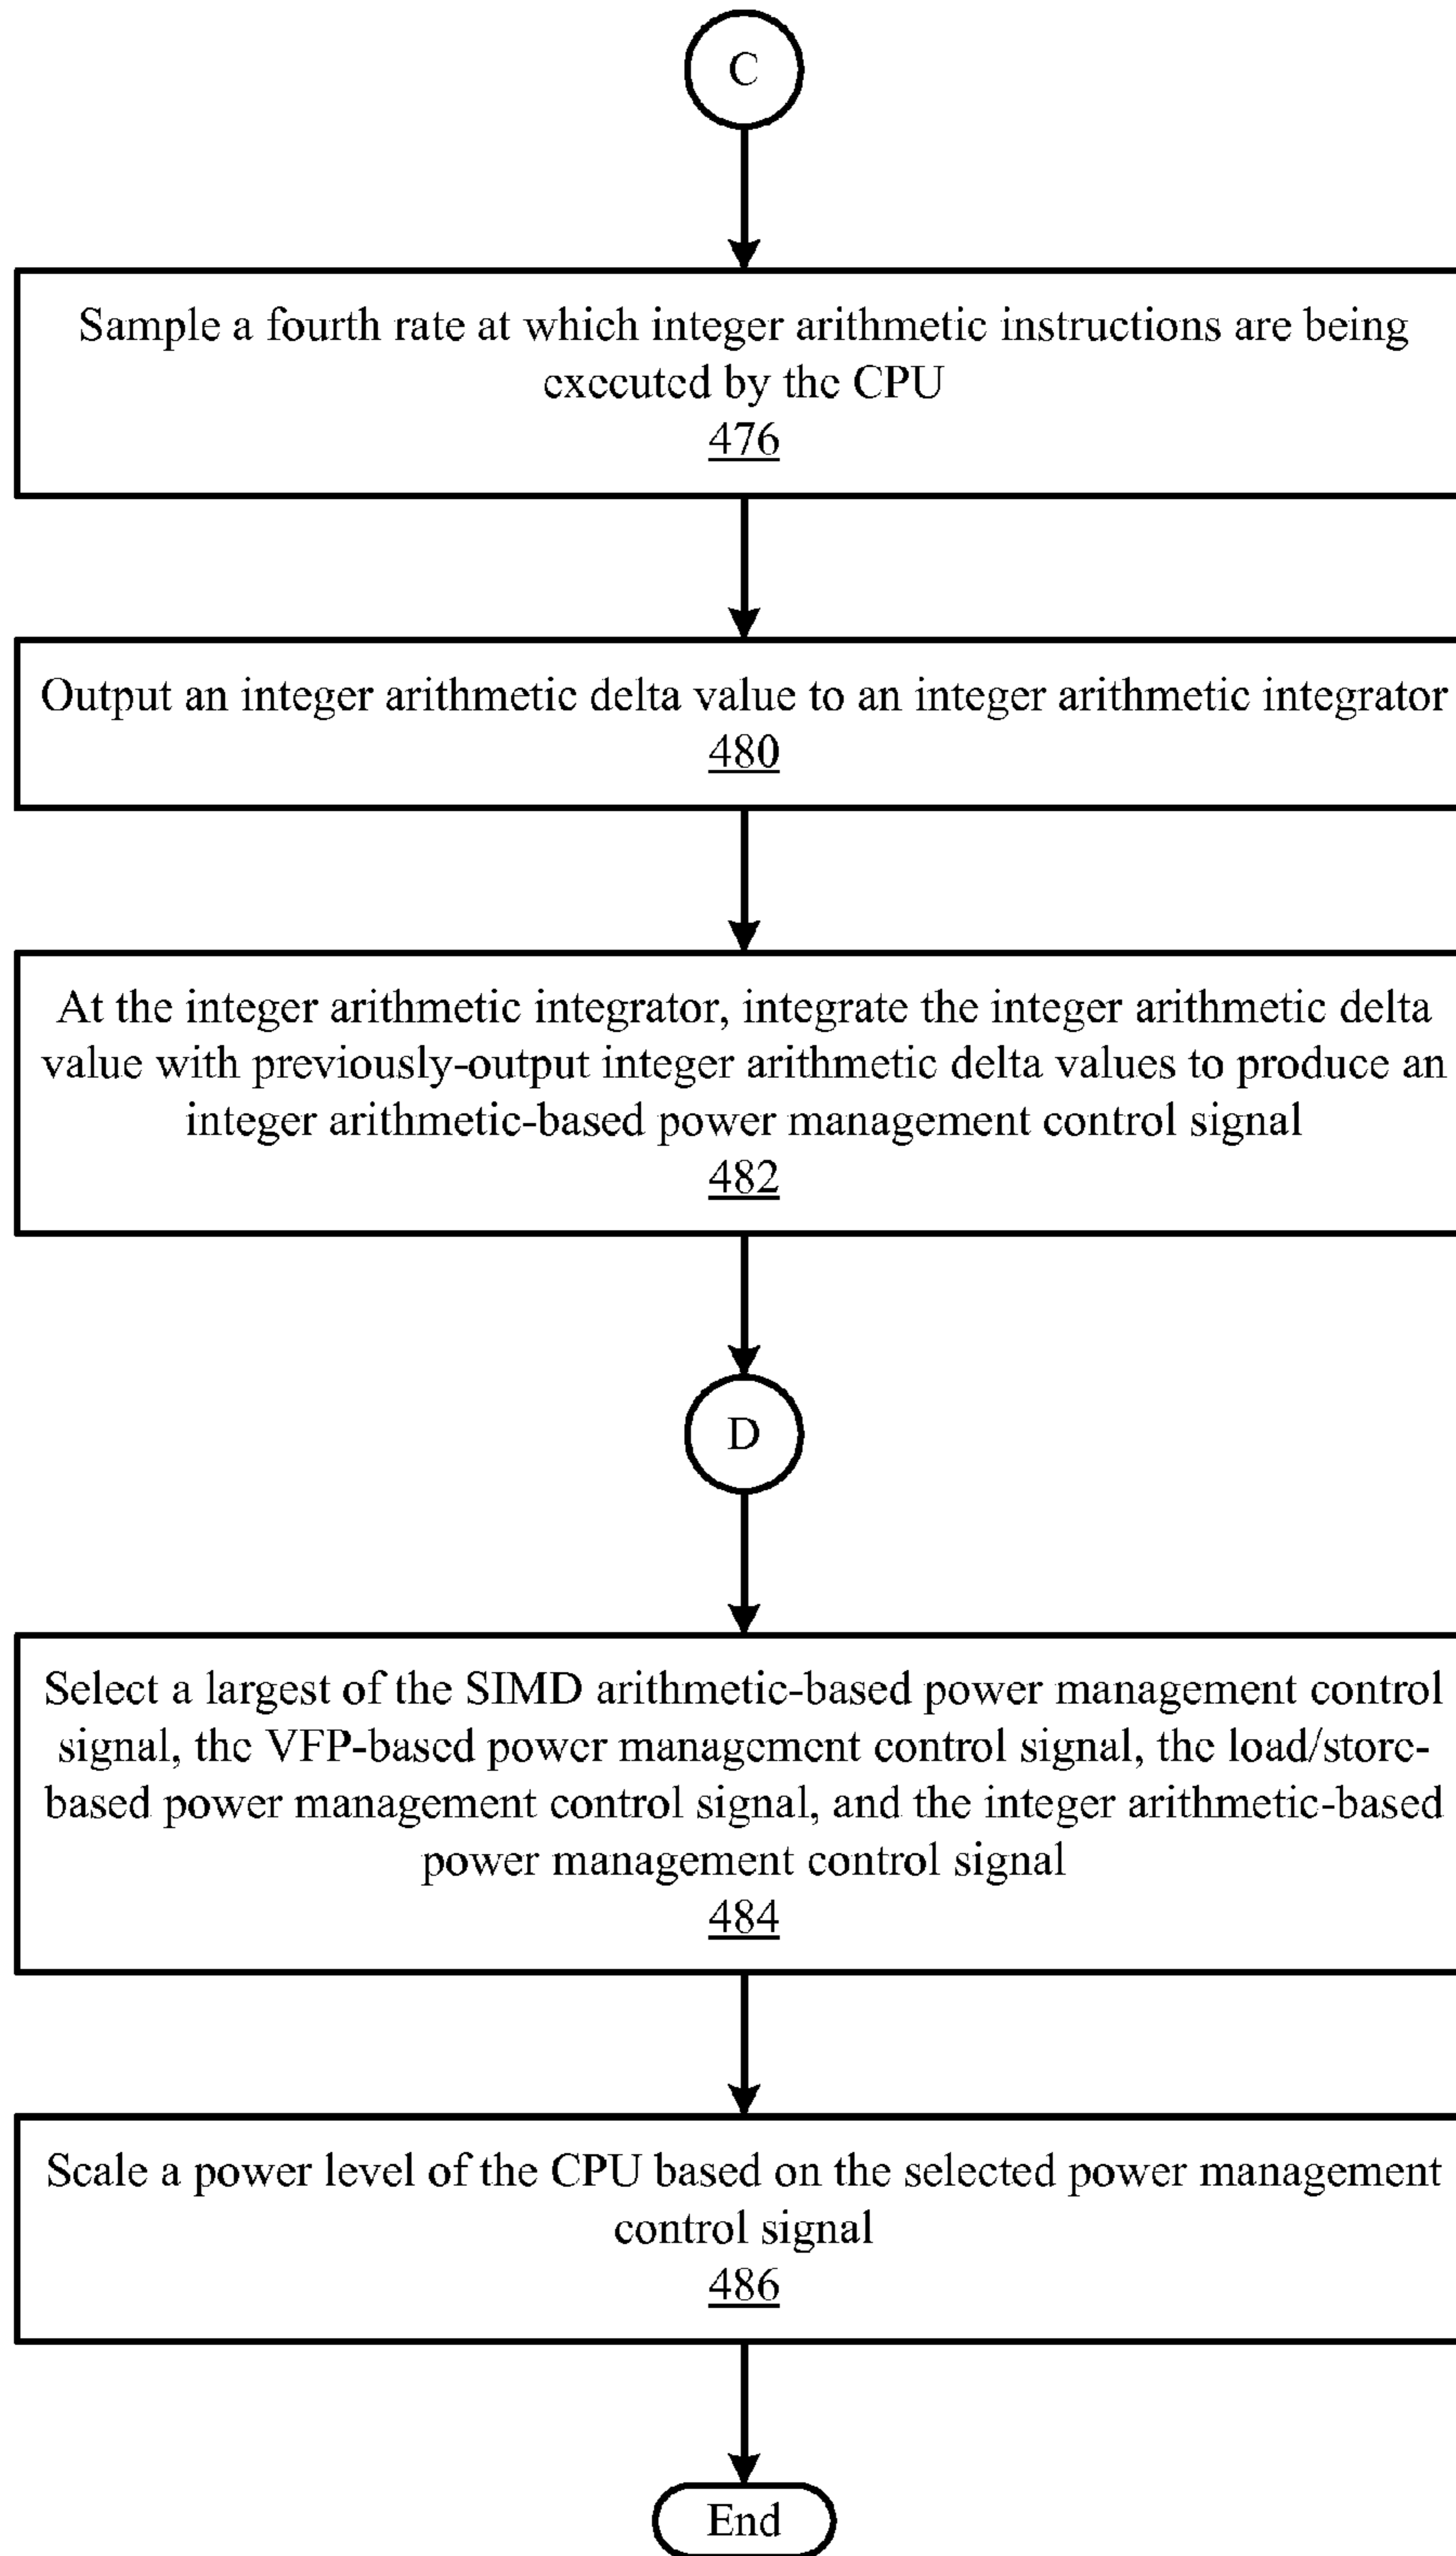 C
Sample a fourth rate at which integer arithmetic instructions are being
executed by the CPU
476
Output an integer arithmetic delta value to an integer arithmetic integrator
480
At the integer arithmetic integrator, integrate the integer arithmetic delta
value with previously-output integer arithmetic delta values to produce an
integer arithmetic-based power management control signal
482
D
Select a largest of the SIMD arithmetic-based power management control
signal, the VFP-based power management control signal, the load/store-
based power management control signal, and the integer arithmetic-based
power management control signal
484
Scale a power level of the CPU based on the selected power management
control signal
486
End